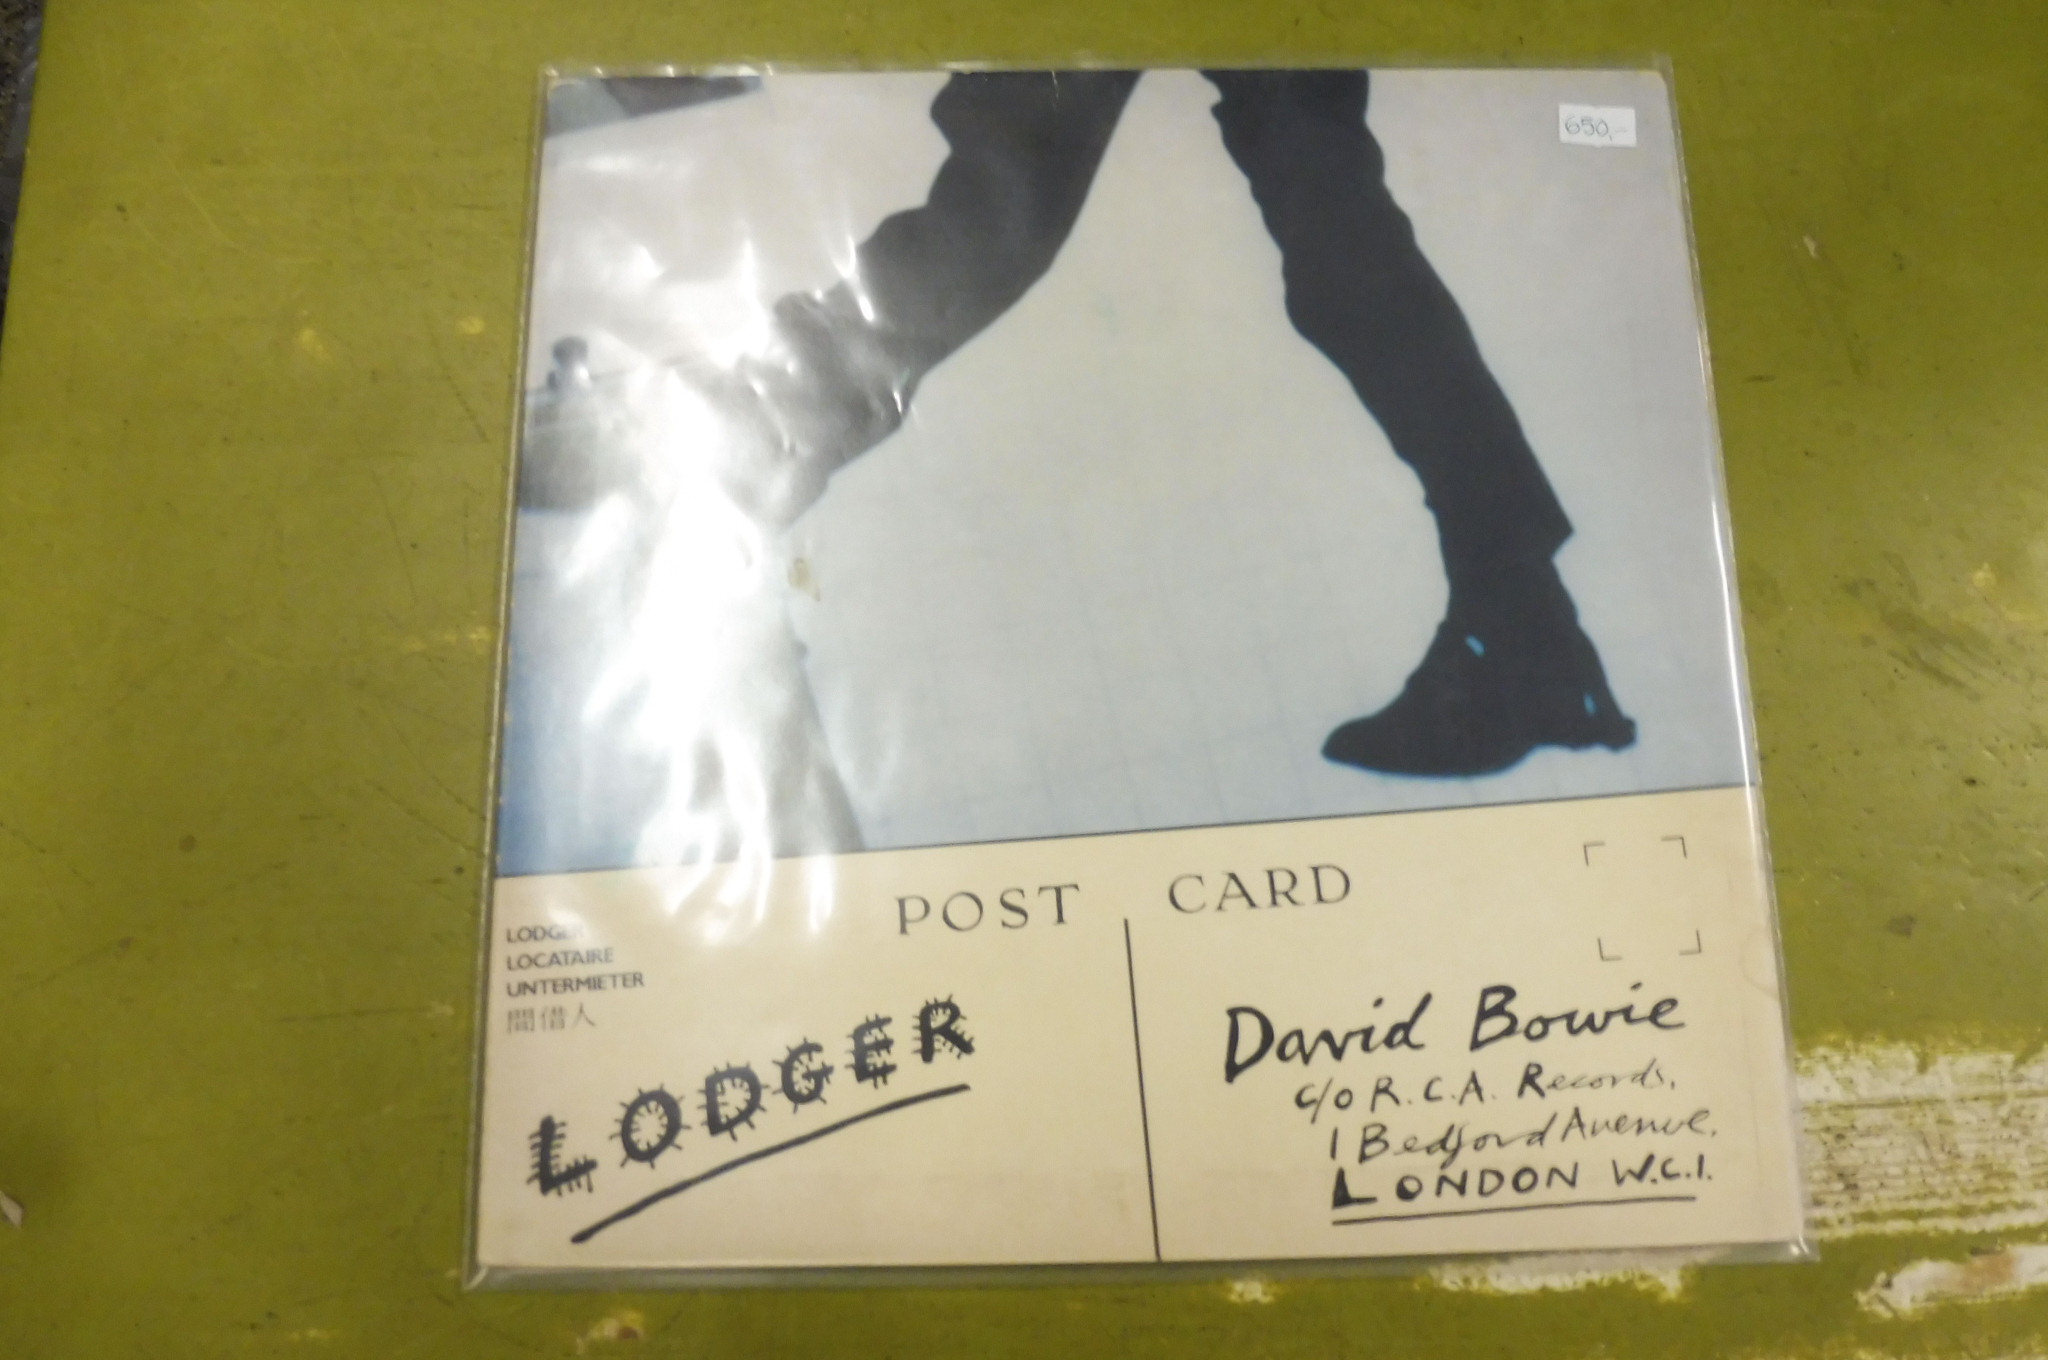 650,-
POST CARD
LODGER
LOCATAIRE
UNTERMIETER
間借人
LODGER
David Bowie
c/o R.C.A. Records,
1 Bedford Avenue.
LONDON W.C.1.